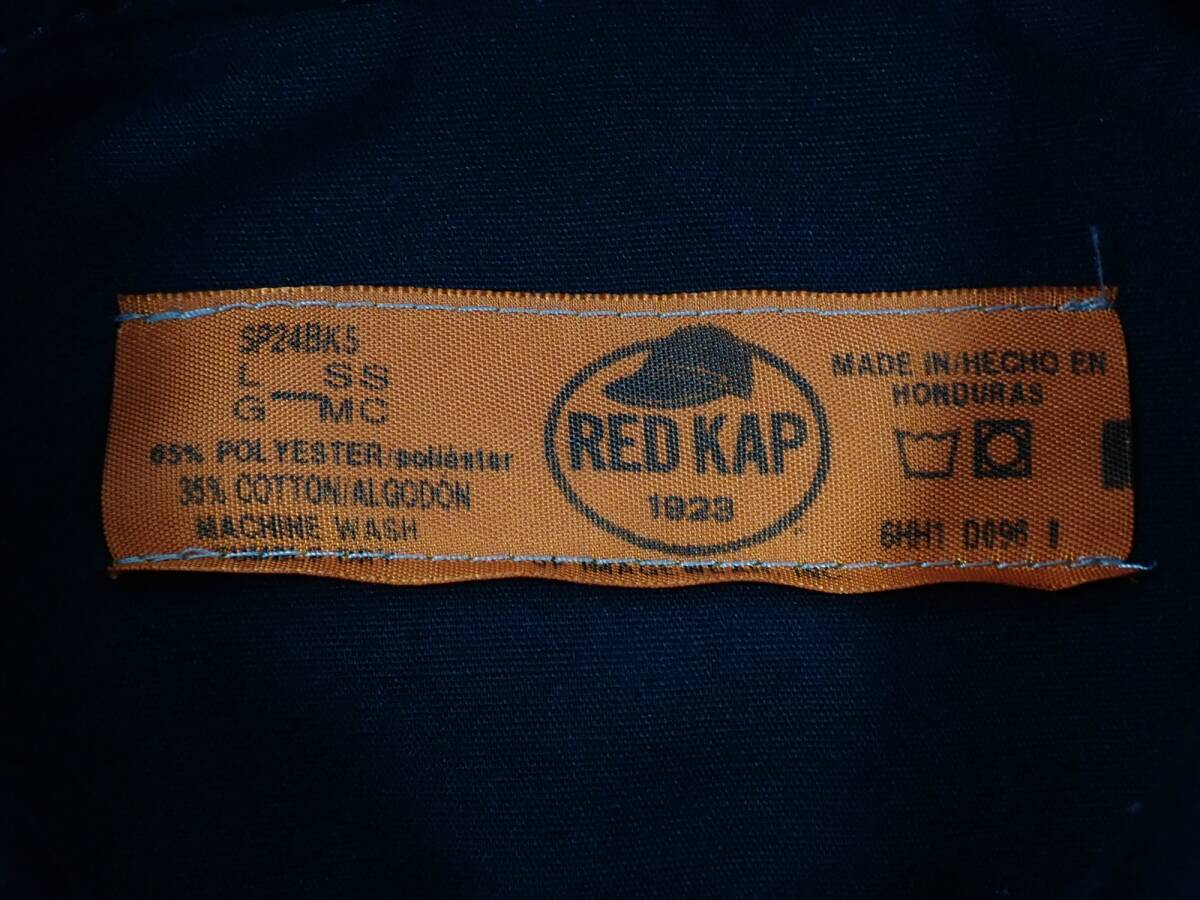 SP24BK5
L SS
G MC
65% POLYESTER/poliéster
35% COTTON/ALGODON
MACHINE WASH
RED KAP
1923
MADE IN/HECHO EN
HONDURAS